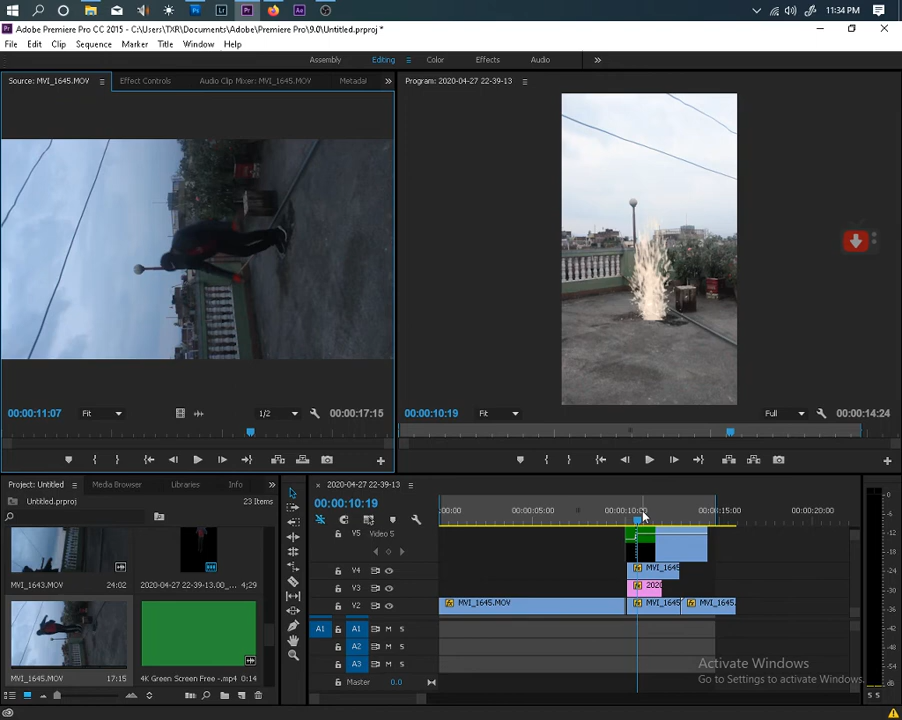 11:34 PM
Adobe Premiere Pro CC 2015 - C:\Users\TXR\Documents\Adobe\Premiere Pro\9.0\Untitled.prproj *
File Edit Clip Sequence Marker Title Window Help
Assembly Editing Color Effects Audio
Source: MVI_1645.MOV Effect Controls Audio Clip Mixer: MVI_1645.MOV Metadat
Program: 2020-04-27 22-39-13
00:00:11:07 Fit 1/2 00:00:17:15
00:00:10:19 Fit Full 00:00:14:24
Project: Untitled Media Browser Libraries Info
Untitled.prproj 23 Items
MVI_1643.MOV 24:02
2020-04-27 22-39-13.00_... 4;29
MVI_1645.MOV 17:15
4K Green Screen Free -.mp4 0:14
× 2020-04-27 22-39-13
00:00:10:19
:00:00 00:00:05:00 00:00:10:00 00:00:15:00 00:00:20:00
V5 Video 5
V4 MVI_1645
V3 202
V2 MVI_1645.MOV MVI_1645 MVI_1645.
A1 A1 M S
A2 M S
A3 M S
Master 0.0
S S
Activate Windows
Go to Settings to activate Windows.